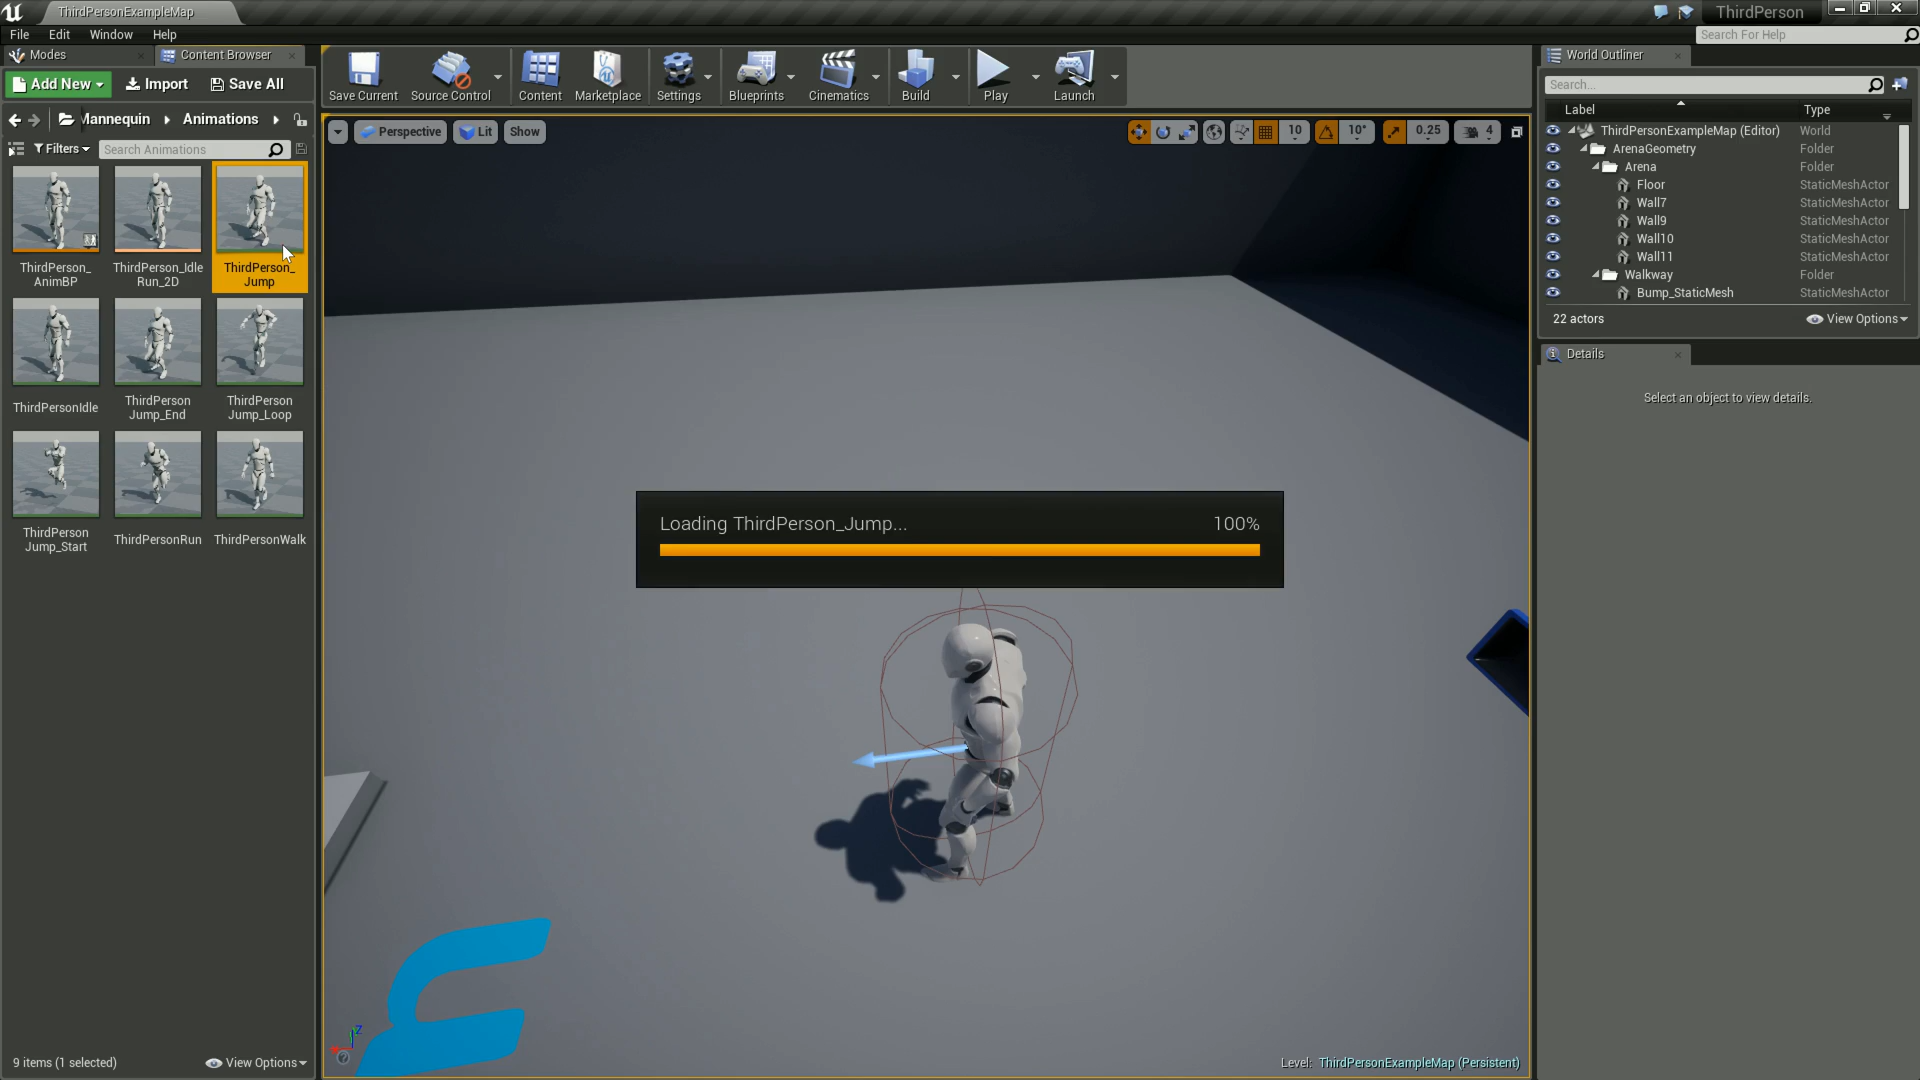 ThirdPersonExampleMap
ThirdPerson
File Edit Window Help
Search For Help
Modes
Content Browser
Add New
Import
Save All
Mannequin
Animations
Filters
Search Animations
ThirdPerson_
AnimBP
ThirdPerson_Idle
Run_2D
ThirdPerson_
Jump
ThirdPersonIdle
ThirdPerson
Jump_End
ThirdPerson
Jump_Loop
ThirdPerson
Jump_Start
ThirdPersonRun
ThirdPersonWalk
9 items (1 selected)
View Options
Save Current
Source Control
Content
Marketplace
Settings
Blueprints
Cinematics
Build
Play
Launch
Perspective
Lit
Show
10
10°
0.25
4
Loading ThirdPerson_Jump... 100%
Z
Level: ThirdPersonExampleMap (Persistent)
World Outliner
Search...
Label Type
ThirdPersonExampleMap (Editor) World
ArenaGeometry Folder
Arena Folder
Floor StaticMeshActor
Wall7 StaticMeshActor
Wall9 StaticMeshActor
Wall10 StaticMeshActor
Wall11 StaticMeshActor
Walkway Folder
Bump_StaticMesh StaticMeshActor
22 actors
View Options
Details
Select an object to view details.